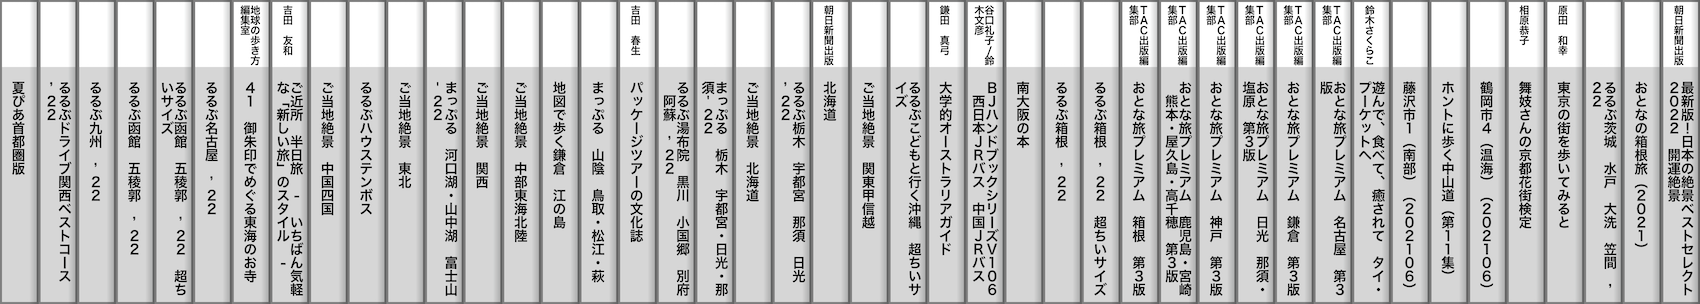 朝日新聞出版
最新版!日本の絶景ベストセレクト
2022 開運絶景
おとなの箱根旅(2021)
るるぶ茨城 水戸 大洗 笠間 ’
22
原田 和幸
東京の街を歩いてみると
相原恭子
舞妓さんの京都花街検定
鶴岡市4(温海)(202106)
ホントに歩く中山道(第11集)
藤沢市1(南部)(202106)
鈴木さくらこ
遊んで、食べて、癒されて タイ・
プーケットへ
TAC出版編
集部
おとな旅プレミアム 名古屋 第3
版
TAC出版編
集部
おとな旅プレミアム 鎌倉 第3版
TAC出版編
集部
おとな旅プレミアム 日光 那須・
塩原 第3版
TAC出版編
集部
おとな旅プレミアム 神戸 第3版
TAC出版編
集部
おとな旅プレミアム 鹿児島・宮崎
熊本・屋久島・高千穂 第3版
TAC出版編
集部
おとな旅プレミアム 箱根 第3版
るるぶ箱根 ’22 超ちいサイズ
るるぶ箱根 ’22
南大阪の本
谷口礼子/鈴
木文彦
BJハンドブックシリーズV106
西日本JRバス 中国JRバス
鎌田 真弓
大学的オーストラリアガイド
るるぶこどもと行く沖縄 超ちいサ
イズ
ご当地絶景 関東甲信越
朝日新聞出版
北海道
るるぶ栃木 宇都宮 那須 日光
’22
ご当地絶景 北海道
まっぷる 栃木 宇都宮・日光・那
須’22
るるぶ湯布院 黒川 小国郷 別府
阿蘇 ’22
吉田 春生
パッケージツアーの文化誌
まっぷる 山陰 鳥取・松江・萩
地図で歩く鎌倉 江の島
ご当地絶景 中部東海北陸
ご当地絶景 関西
まっぷる 河口湖・山中湖 富士山
’22
ご当地絶景 東北
るるぶハウステンボス
ご当地絶景 中国四国
吉田 友和
ご近所 半日旅 - いちばん気軽
な「新しい旅」のスタイル -
地球の歩き方
編集室
41 御朱印でめぐる東海のお寺
るるぶ名古屋 ’22
るるぶ函館 五稜郭 ’22 超ち
いサイズ
るるぶ函館 五稜郭 ’22
るるぶ九州 ’22
るるぶドライブ関西ベストコース
’22
夏ぴあ首都圏版